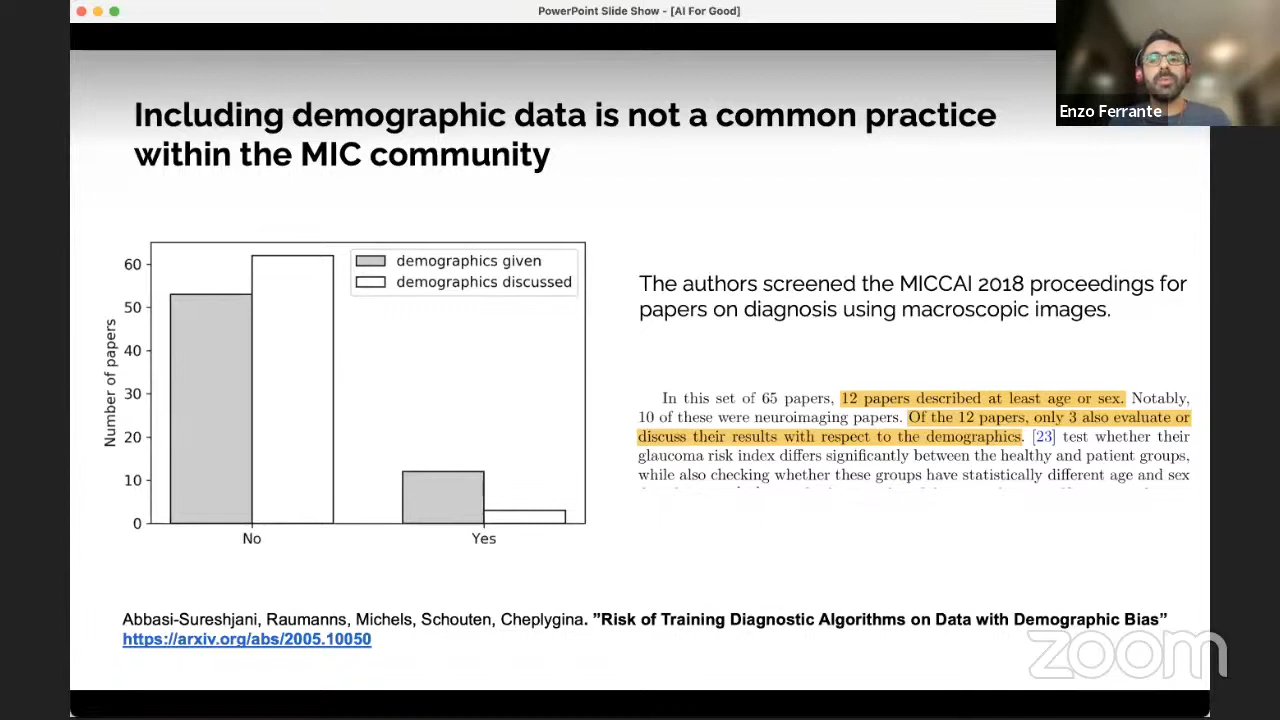 PowerPoint Slide Show - [AI For Good]
Enzo Ferrante
Including demographic data is not a common practice
within the MIC community
demographics given
demographics discussed
Number of papers
60
50
40
30
20
10
0
No
Yes
The authors screened the MICCAI 2018 proceedings for
papers on diagnosis using macroscopic images.
In this set of 65 papers, 12 papers described at least age or sex. Notably,
10 of these were neuroimaging papers. Of the 12 papers, only 3 also evaluate or
discuss their results with respect to the demographics. [23] test whether their
glaucoma risk index differs significantly between the healthy and patient groups,
while also checking whether these groups have statistically different age and sex
Abbasi-Sureshjani, Raumanns, Michels, Schouten, Cheplygina. ”Risk of Training Diagnostic Algorithms on Data with Demographic Bias”
https://arxiv.org/abs/2005.10050
zoom